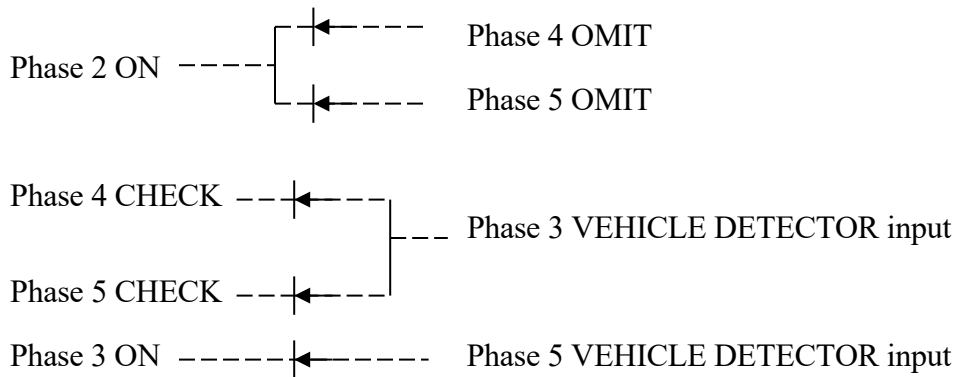 Phase 4 OMIT
Phase 2 ON
Phase 5 OMIT
Phase 4 CHECK
Phase 3 VEHICLE DETECTOR input
Phase 5 CHECK
Phase 3 ON Phase 5 VEHICLE DETECTOR input